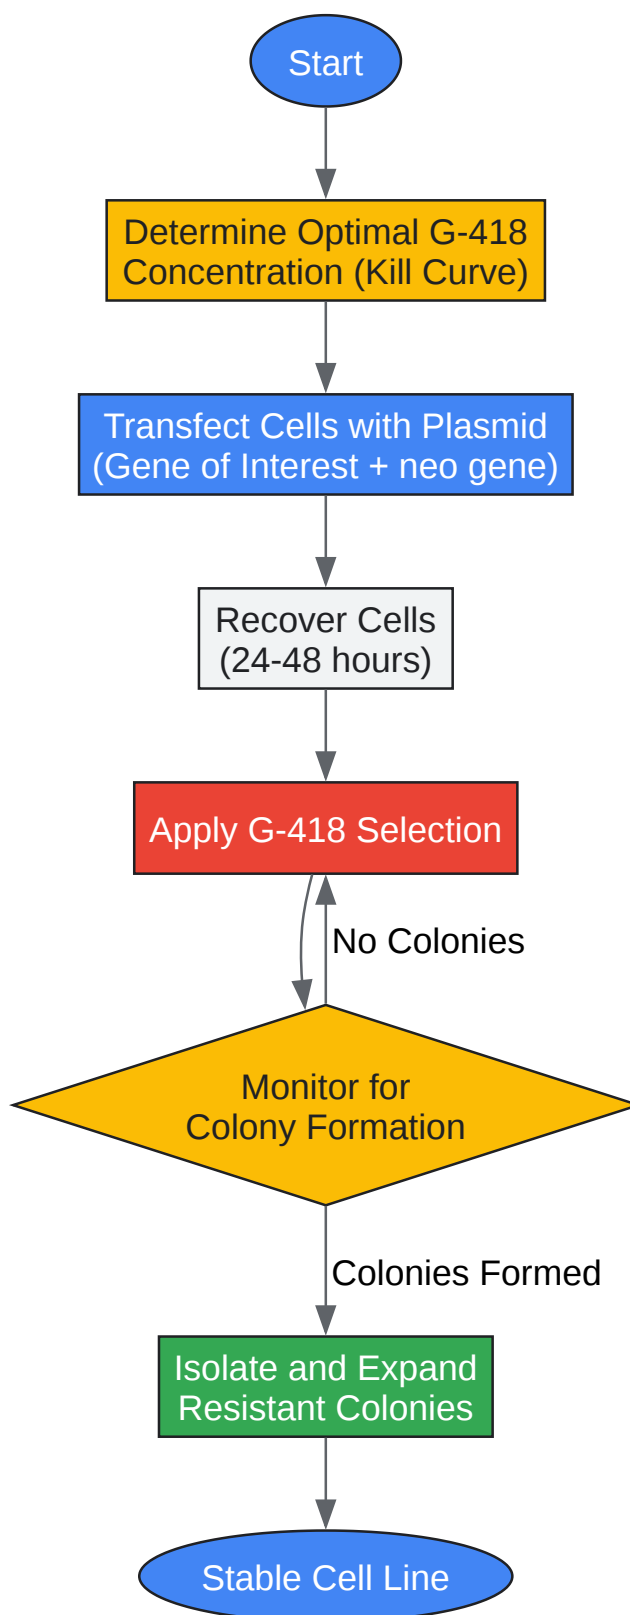 Start
Determine Optimal G-418
Concentration (Kill Curve)
Transfect Cells with Plasmid
(Gene of Interest + neo gene)
Recover Cells
(24-48 hours)
Apply G-418 Selection
No Colonies
Monitor for
Colony Formation
Colonies Formed
Isolate and Expand
Resistant Colonies
Stable Cell Line